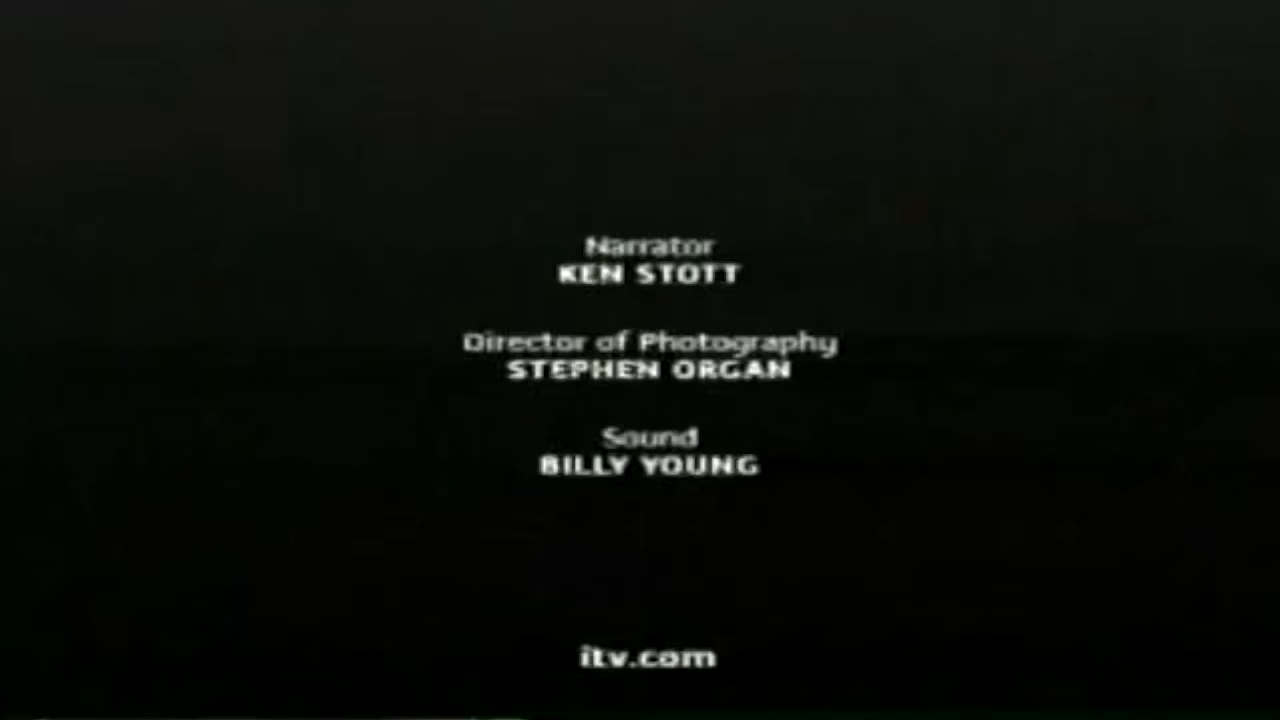 Narrator
KEN STOTT
Director of Photography
STEPHEN ORGAN
Sound
BILLY YOUNG
itv.com